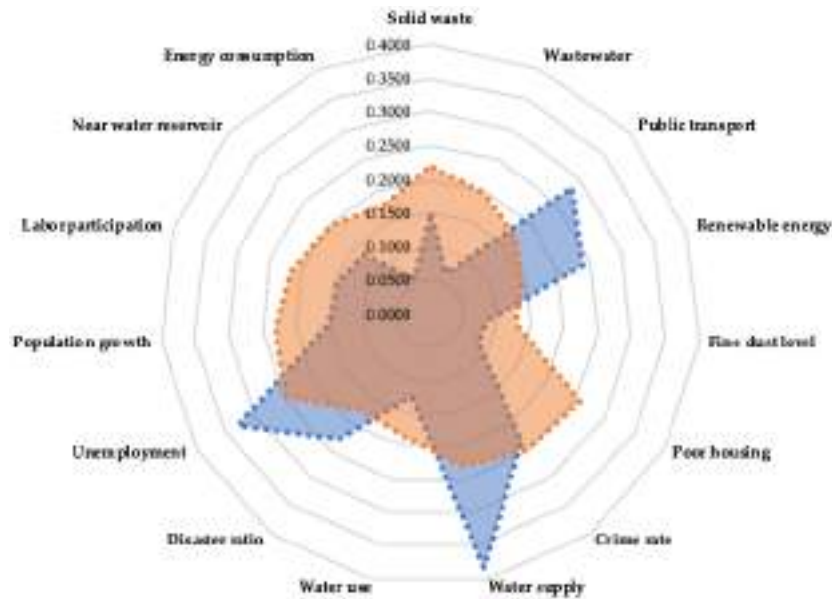 Solid waste
Wastewater
Public transport
Renewable energy
Fine dust level
Poor housing
Crime rate
Water supply
Water use
Disaster ratio
Unemployment
Population growth
Labor participation
Near water reservoir
Energy consumption
0.4000
0.3500
0.3000
0.2500
0.2000
0.1500
0.1000
0.0500
0.0000